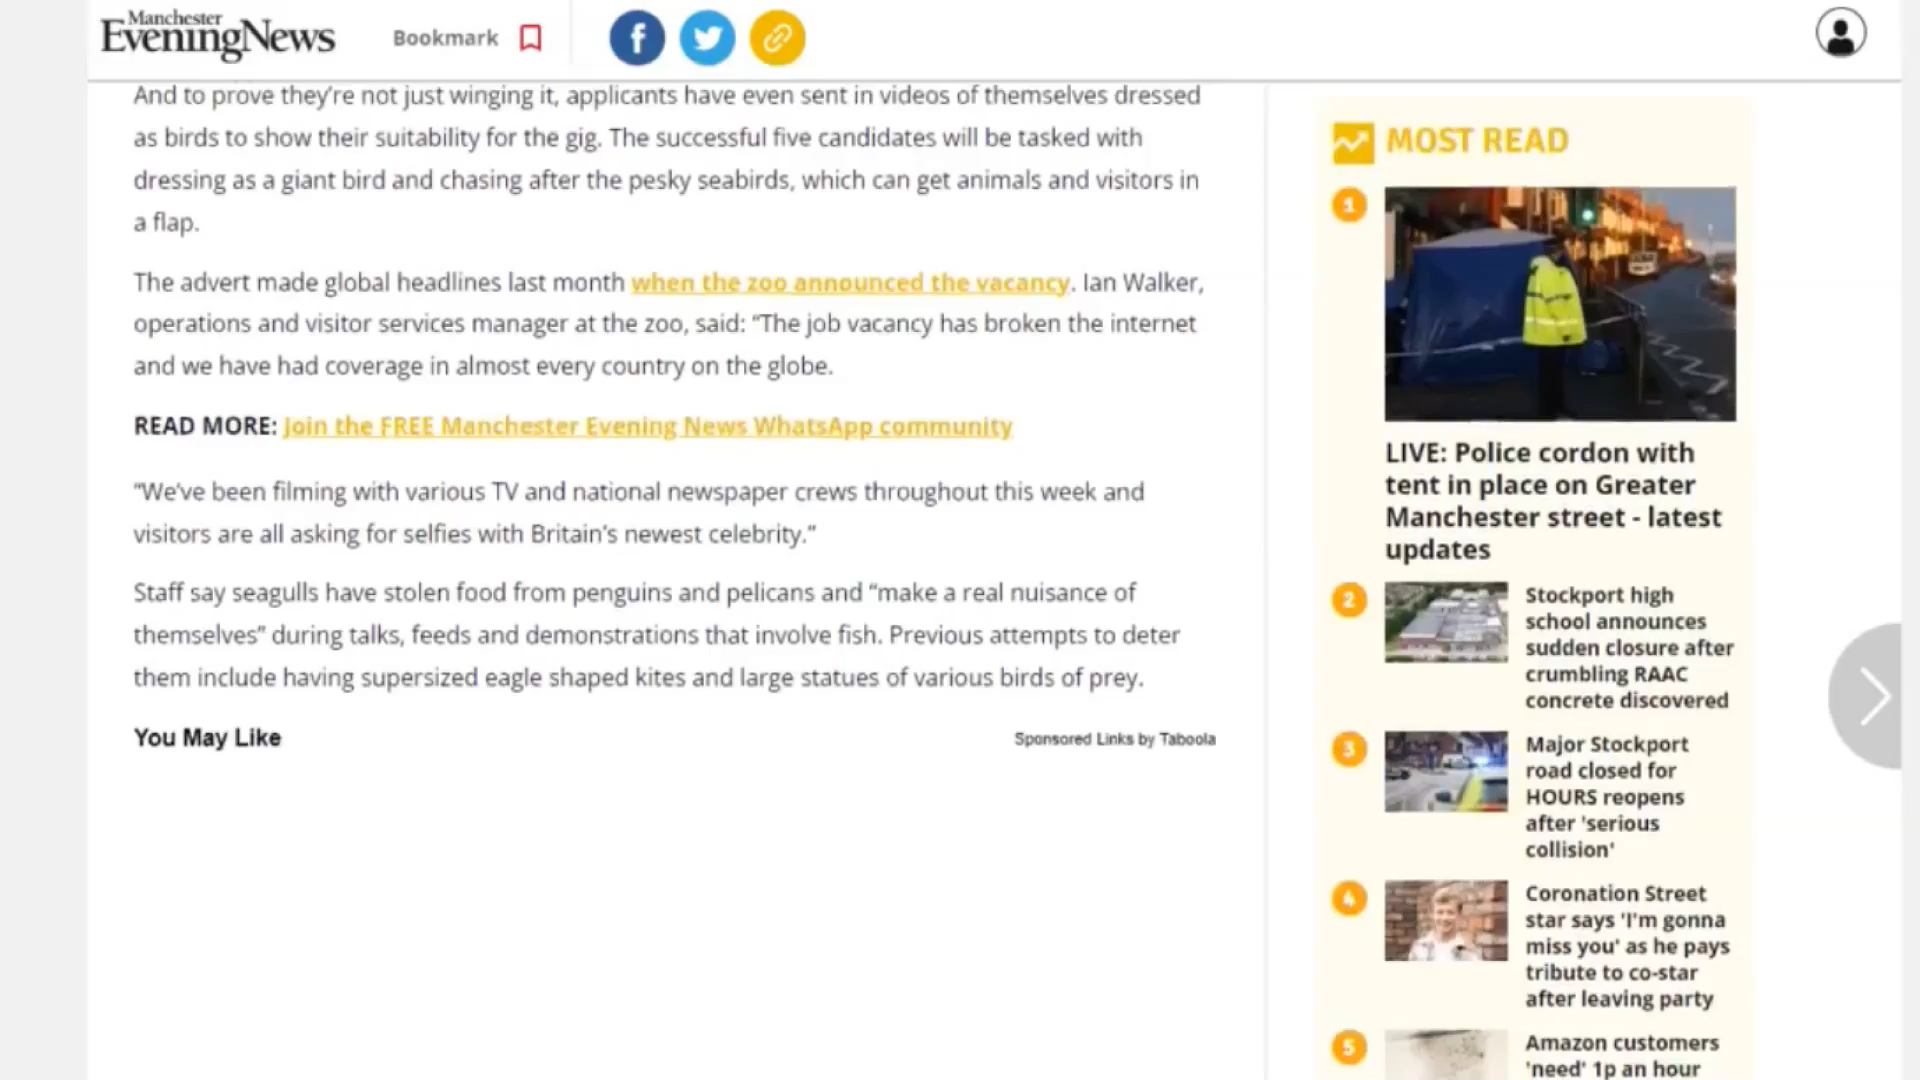 Manchester
Evening News
Bookmark
And to prove they're not just winging it, applicants have even sent in videos of themselves dressed
as birds to show their suitability for the gig. The successful five candidates will be tasked with
dressing as a giant bird and chasing after the pesky seabirds, which can get animals and visitors in
a flap.
The advert made global headlines last month when the zoo announced the vacancy. Ian Walker,
operations and visitor services manager at the zoo, said: “The job vacancy has broken the internet
and we have had coverage in almost every country on the globe.
READ MORE: Join the FREE Manchester Evening News WhatsApp community
“We’ve been filming with various TV and national newspaper crews throughout this week and
visitors are all asking for selfies with Britain’s newest celebrity.”
Staff say seagulls have stolen food from penguins and pelicans and “make a real nuisance of
themselves” during talks, feeds and demonstrations that involve fish. Previous attempts to deter
them include having supersized eagle shaped kites and large statues of various birds of prey.
You May Like
Sponsored Links by Taboola
MOST READ
1
LIVE: Police cordon with
tent in place on Greater
Manchester street - latest
updates
2
Stockport high
school announces
sudden closure after
crumbling RAAC
concrete discovered
3
Major Stockport
road closed for
HOURS reopens
after 'serious
collision'
4
Coronation Street
star says 'I'm gonna
miss you' as he pays
tribute to co-star
after leaving party
5
Amazon customers
'need' 1p an hour